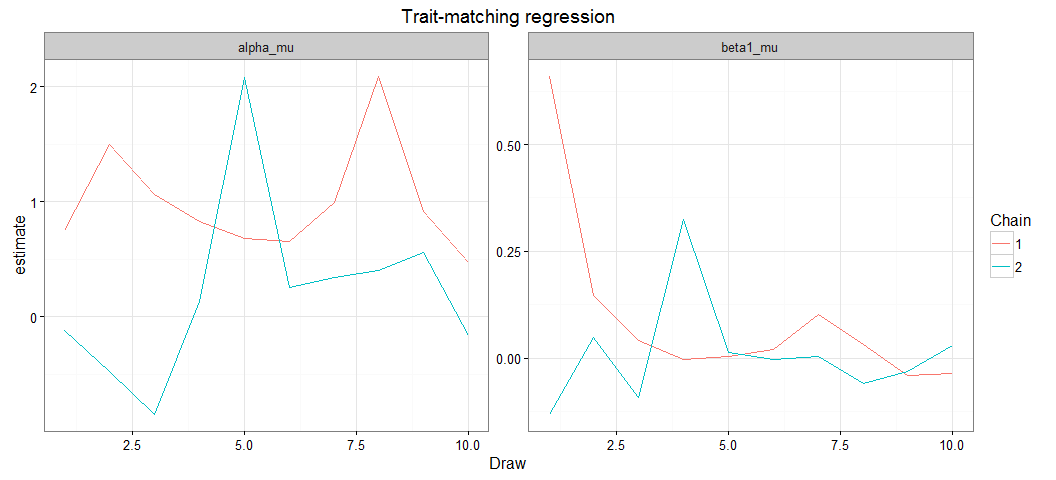 Trait-matching regression
alpha_mu
beta1_mu
estimate
2
1
0
0.50
0.25
0.00
2.5 5.0 7.5 10.0
2.5 5.0 7.5 10.0
Draw
Chain
1
2